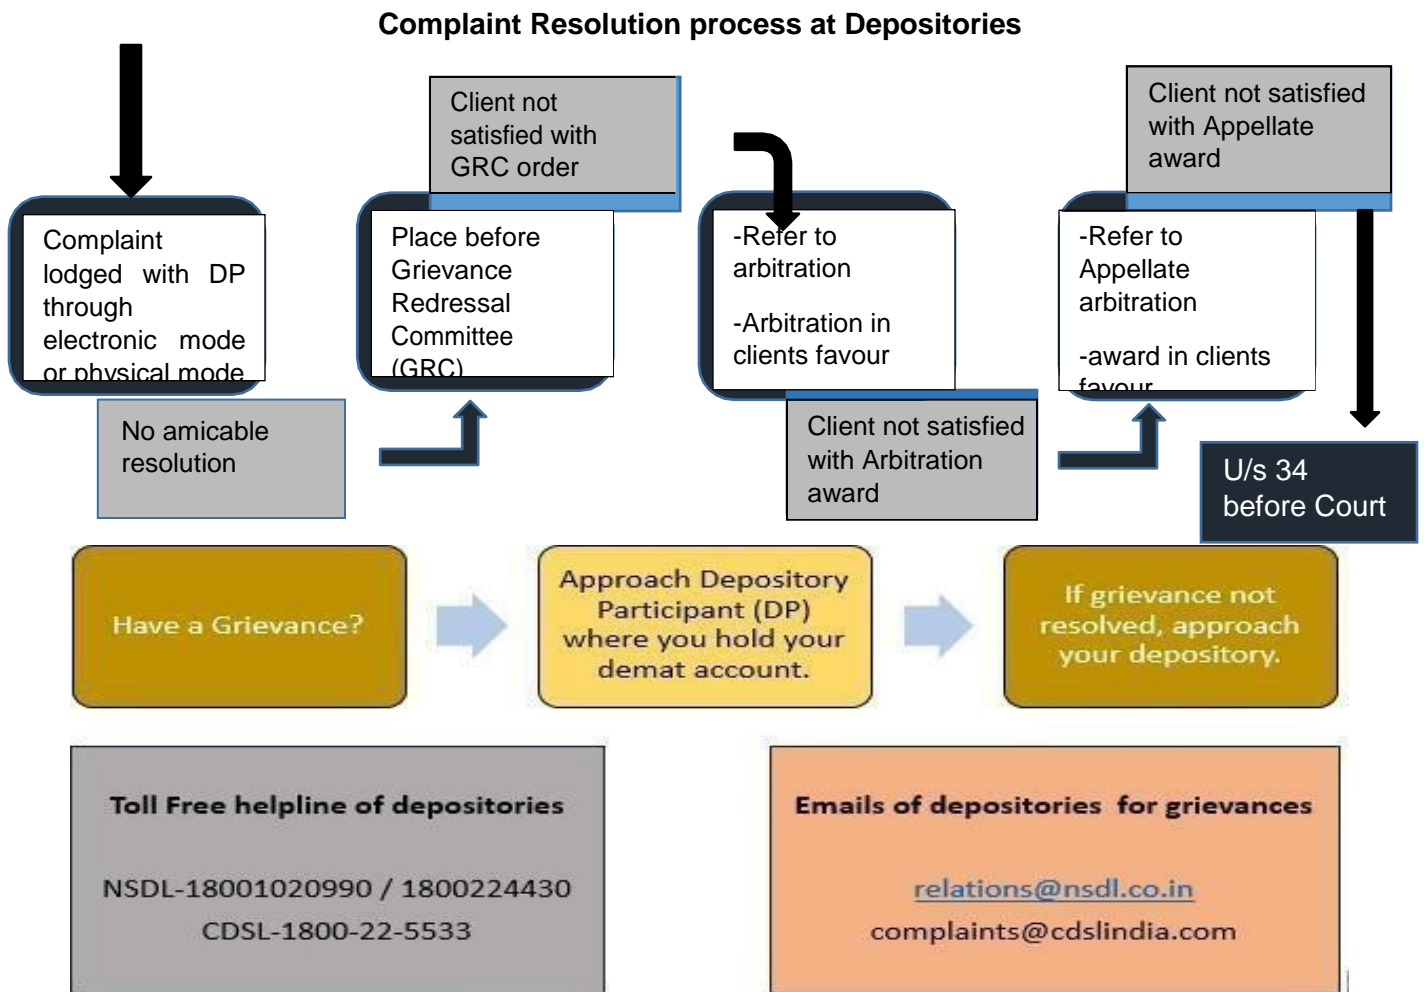 Complaint Resolution process at Depositories
Client not
satisfied with
GRC order
Client not satisfied
with Appellate
award
Complaint
lodged with DP
through
electronic mode
or physical mode
Place before
Grievance
Redressal
Committee
(GRC)
-Refer to
arbitration
-Arbitration in
clients favour
-Refer to
Appellate
arbitration
-award in clients
favour
No amicable
resolution
Client not satisfied
with Arbitration
award
U/s 34
before Court
Have a Grievance?
Approach Depository
Participant (DP)
where you hold your
demat account.
If grievance not
resolved, approach
your depository.
Toll Free helpline of depositories
NSDL-18001020990 / 1800224430
CDSL-1800-22-5533
Emails of depositories for grievances
relations@nsdl.co.in
complaints@cdslindia.com